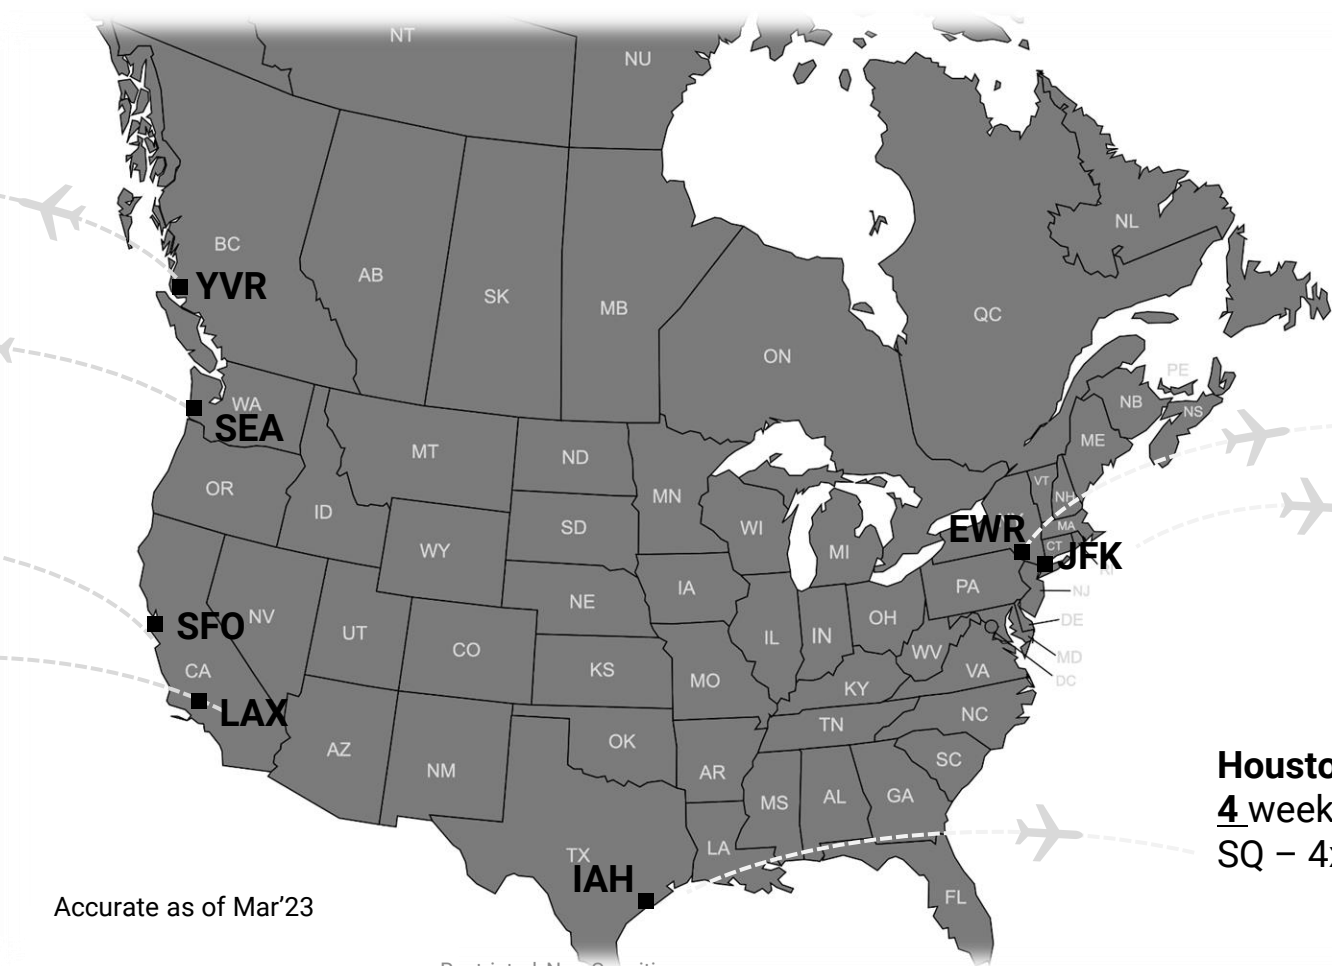 NT
NU
BC
AB
SK
MB
ON
QC
NL
PE
NB
NS
YVR
WA
SEA
MT
ND
MN
ME
VT
NH
OR
ID
SD
WI
MI
EWR
MA
CT
JFK
WY
IA
NE
PA
NJ
SFO
NV
UT
CO
IL
IN
OH
DE
MD
DC
CA
LAX
KS
MO
WV
VA
KY
AZ
NM
OK
TN
NC
AR
SC
MS
AL
GA
LA
TX
IAH
FL
Housto
4 week
SQ – 4x
Accurate as of Mar’23